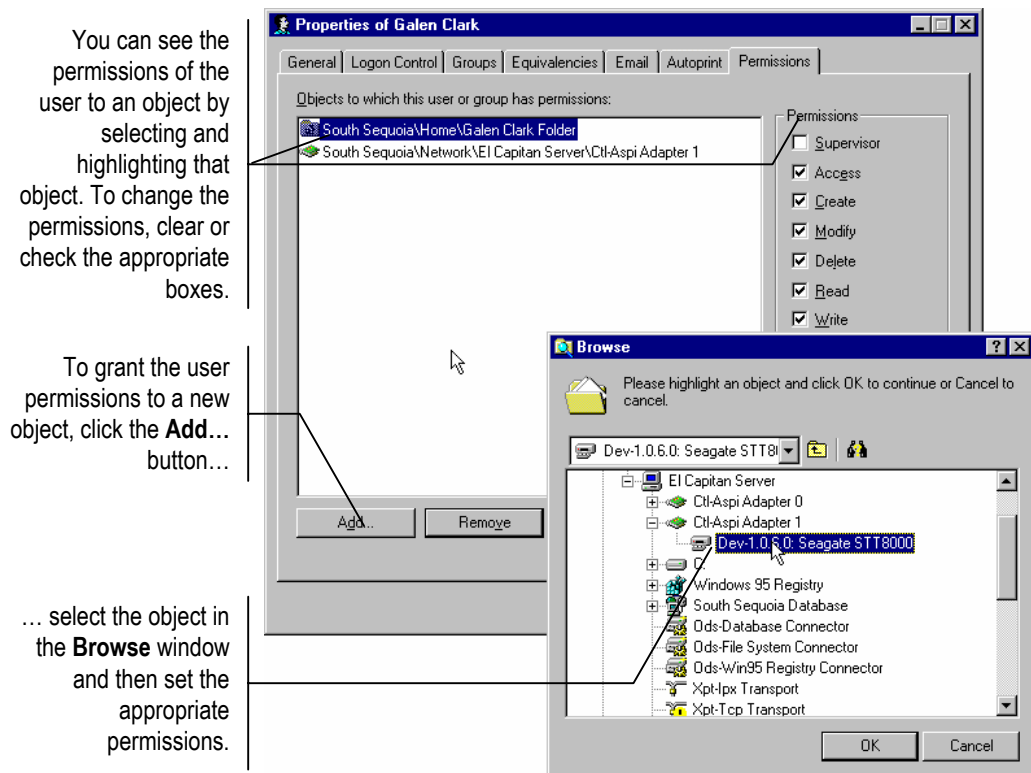 You can see the
permissions of the
user to an object by
selecting and
highlighting that
object. To change the
permissions, clear or
check the appropriate
boxes.
To grant the user
permissions to a new
object, click the Add…
button…
… select the object in
the Browse window
and then set the
appropriate
permissions.
Properties of Galen Clark
General Logon Control Groups Equivalencies Email Autoprint Permissions
Objects to which this user or group has permissions:
South Sequoia\Home\Galen Clark Folder
South Sequoia\Network\El Capitan Server\Ctl-Aspi Adapter 1
Permissions
Supervisor
Access
Create
Modify
Delete
Read
Write
Add...
Remove
Browse
Please highlight an object and click OK to continue or Cancel to
cancel.
Dev-1.0.6.0: Seagate STT8
El Capitan Server
Ctl-Aspi Adapter 0
Ctl-Aspi Adapter 1
Dev-1.0.6.0: Seagate STT8000
C:
Windows 95 Registry
South Sequoia Database
Ods-Database Connector
Ods-File System Connector
Ods-Win95 Registry Connector
Xpt-Ipx Transport
Xpt-Tcp Transport
OK Cancel